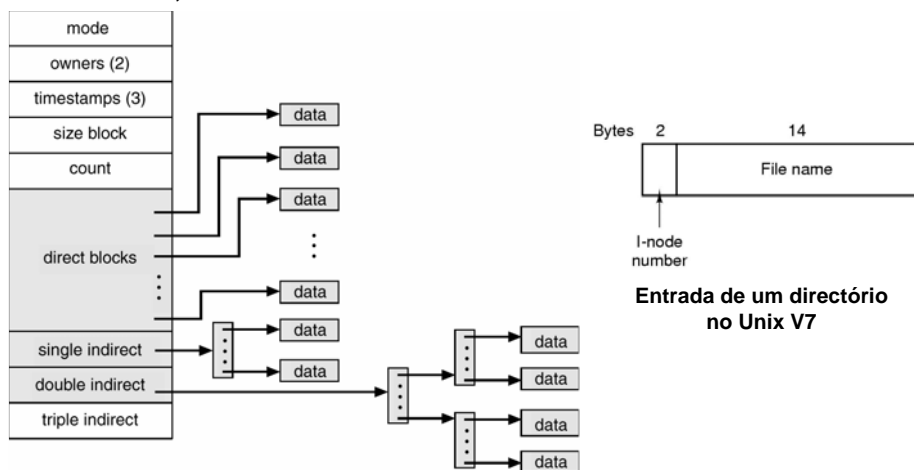 mode
owners (2)
timestamps (3)
size block
count
direct blocks
single indirect
double indirect
triple indirect
data
data
data
data
data
data
data
data
data
data
Bytes 2 14
File name
I-node
number
Entrada de um directório
no Unix V7